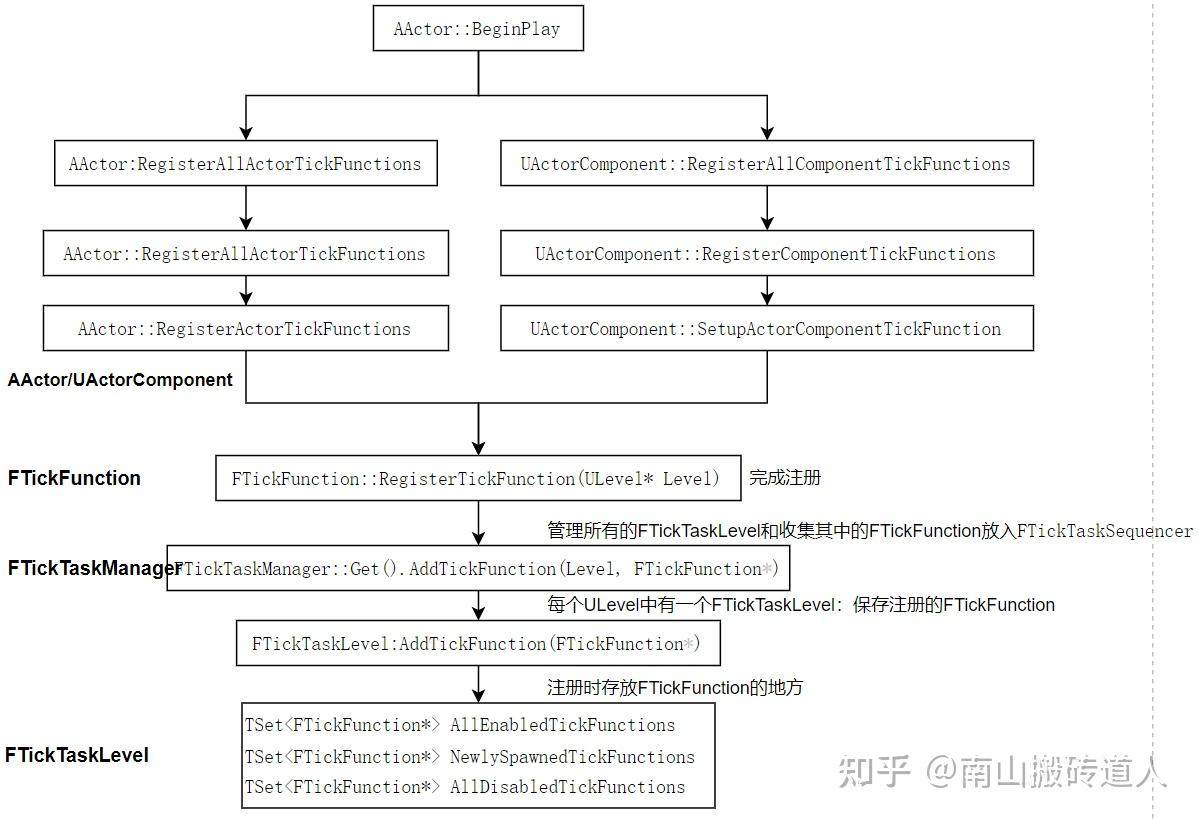 AActor::BeginPlay
AActor:RegisterAllActorTickFunctions
UActorComponent::RegisterAllComponentTickFunctions
AActor::RegisterAllActorTickFunctions
UActorComponent::RegisterComponentTickFunctions
AActor::RegisterActorTickFunctions
UActorComponent::SetupActorComponentTickFunction
AActor/UActorComponent
FTickFunction
FTickFunction::RegisterTickFunction(ULevel* Level)
完成注册
管理所有的FTickTaskLevel和收集其中的FTickFunction放入FTickTaskSequencer
FTickTaskManager
FTickTaskManager::Get().AddTickFunction(Level, FTickFunction*)
每个ULevel中有一个FTickTaskLevel：保存注册的FTickFunction
FTickTaskLevel:AddTickFunction(FTickFunction*)
注册时存放FTickFunction的地方
FTickTaskLevel
TSet<FTickFunction*> AllEnabledTickFunctions
TSet<FTickFunction*> NewlySpawnedTickFunctions
TSet<FTickFunction*> AllDisabledTickFunctions
知乎 @南山搬砖道人